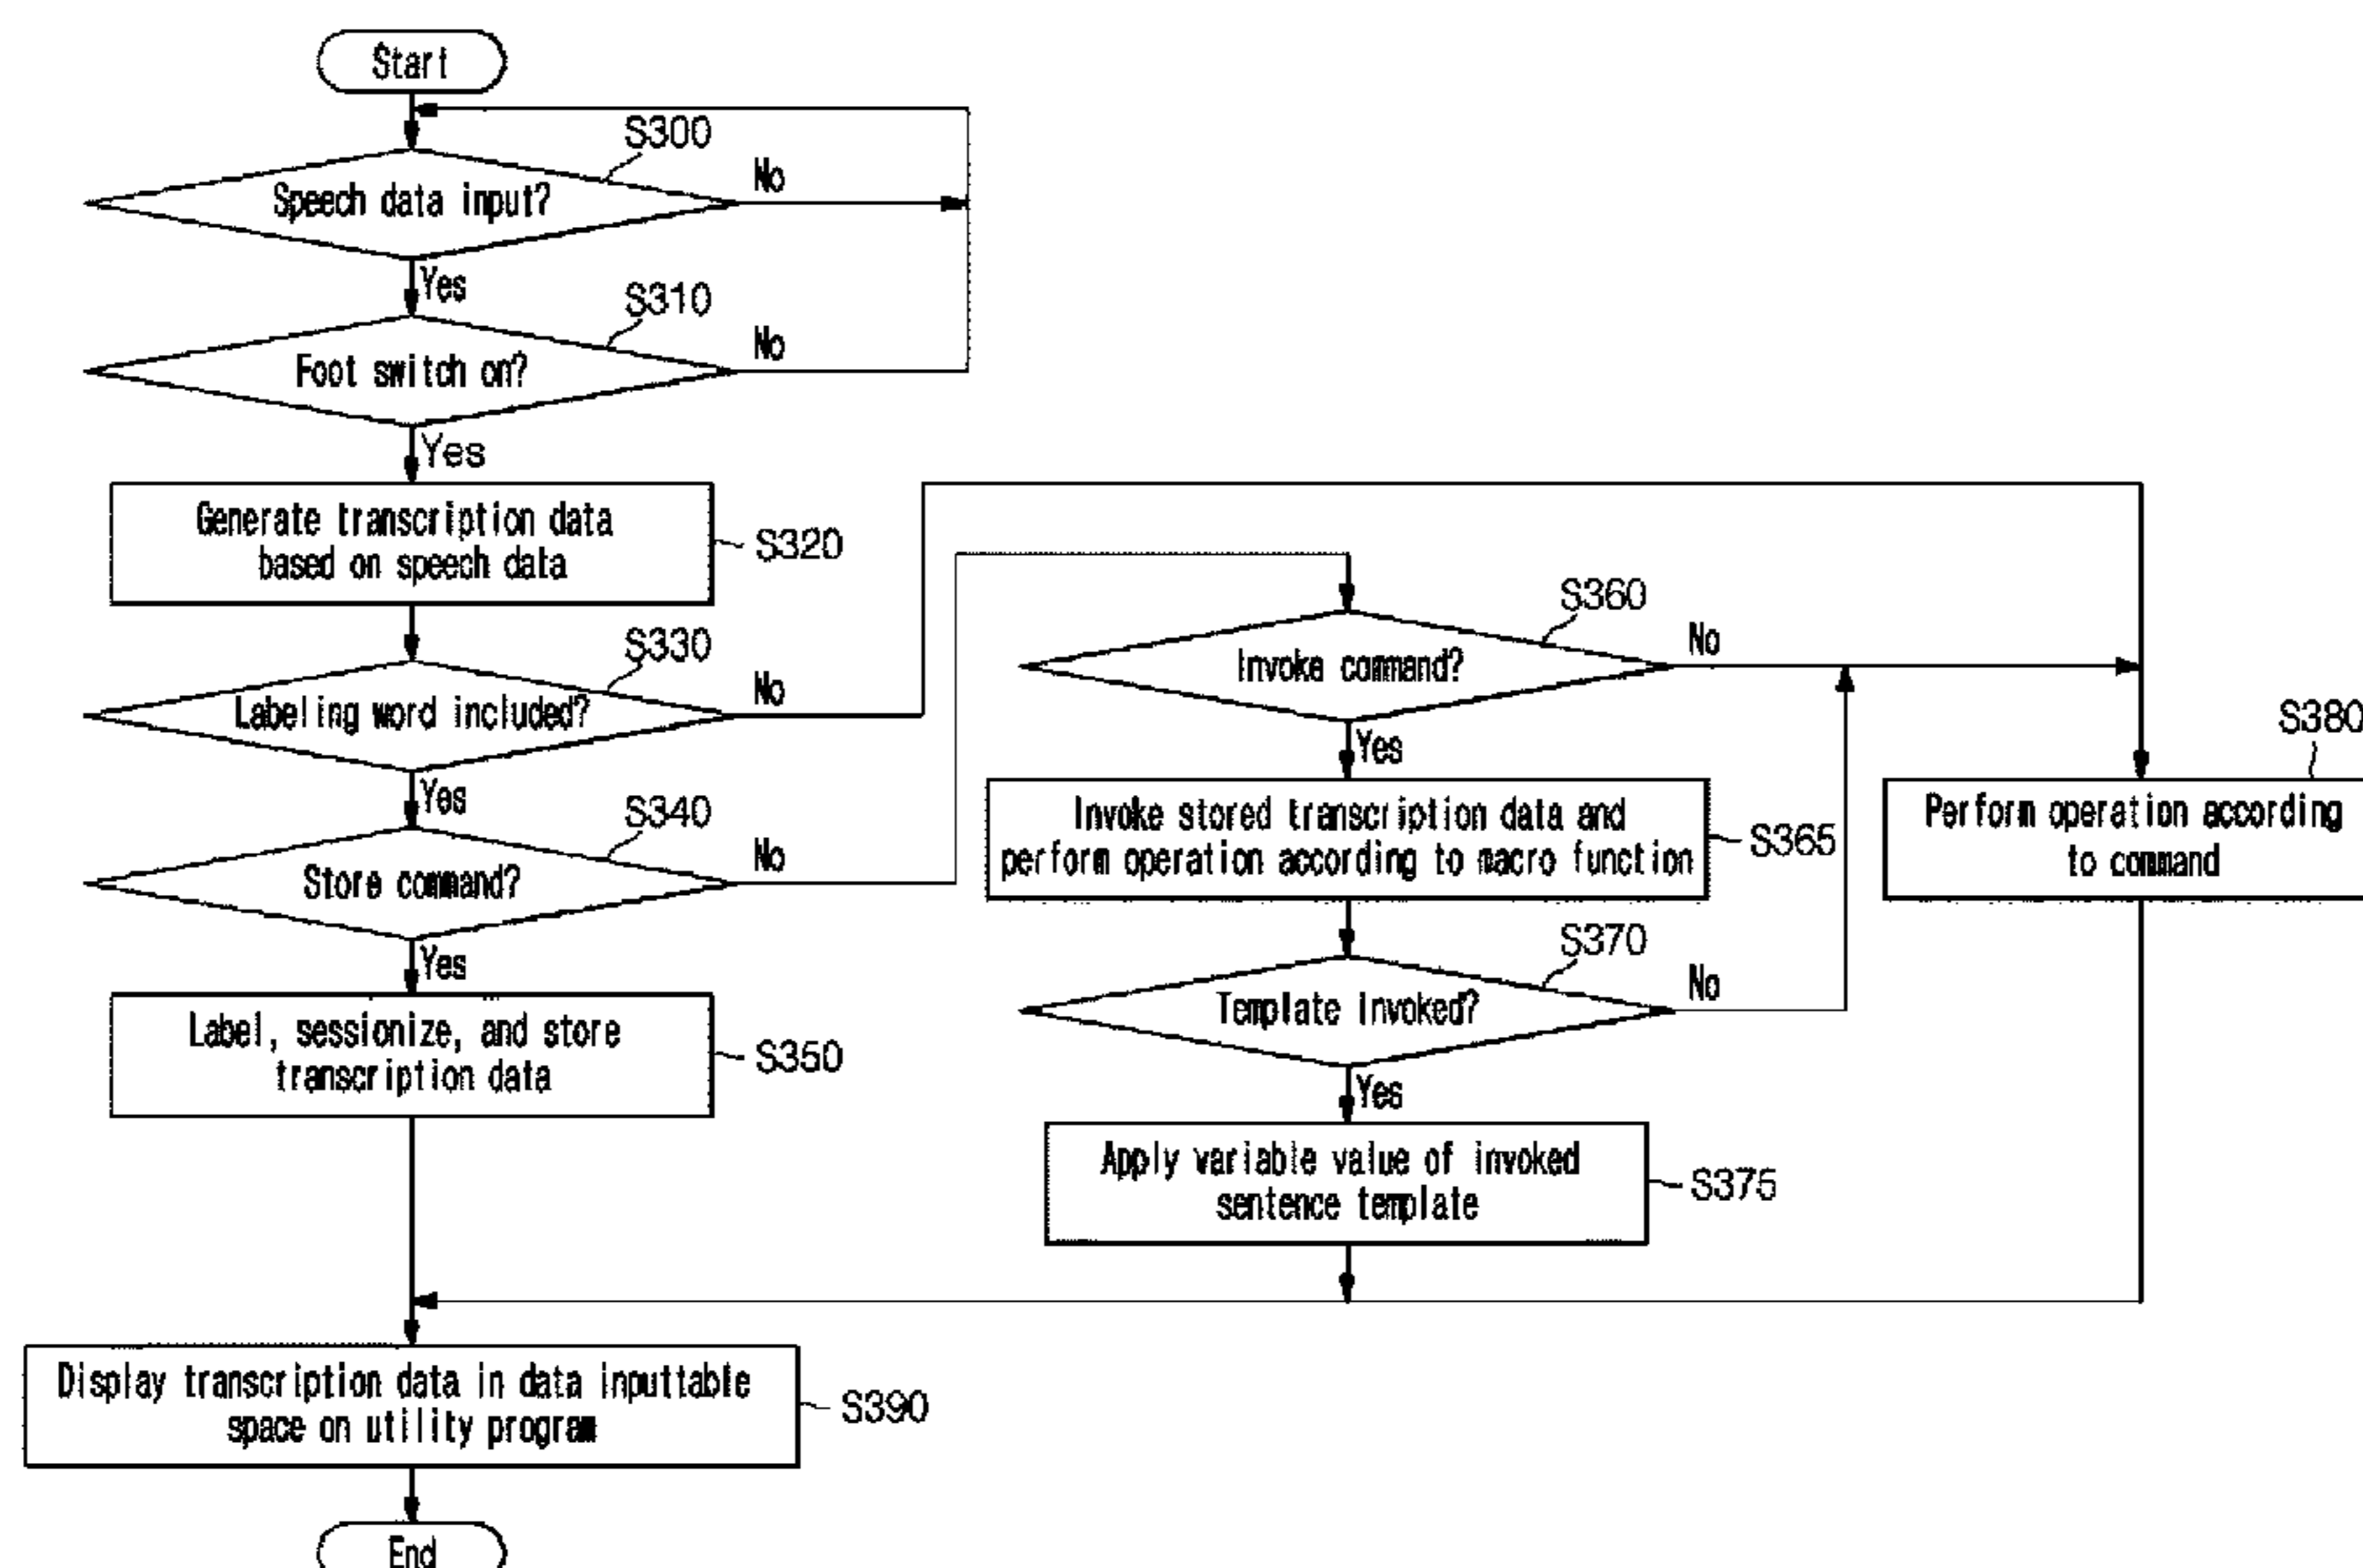 Start
S300
Speech data input?
No
Yes
S310
Foot switch on?
No
Yes
Generate transcription data
based on speech data
S320
S330
Labeling word included?
No
Yes
S340
Store command?
No
Yes
Label, sessionize, and store
transcription data
S350
S360
Invoke command?
No
Yes
Invoke stored transcription data and
perform operation according to macro function
S365
S370
Template invoked?
No
Yes
Apply variable value of invoked
sentence template
S375
S380
Perform operation according
to command
Display transcription data in data inputtable
space on utility program
S390
End